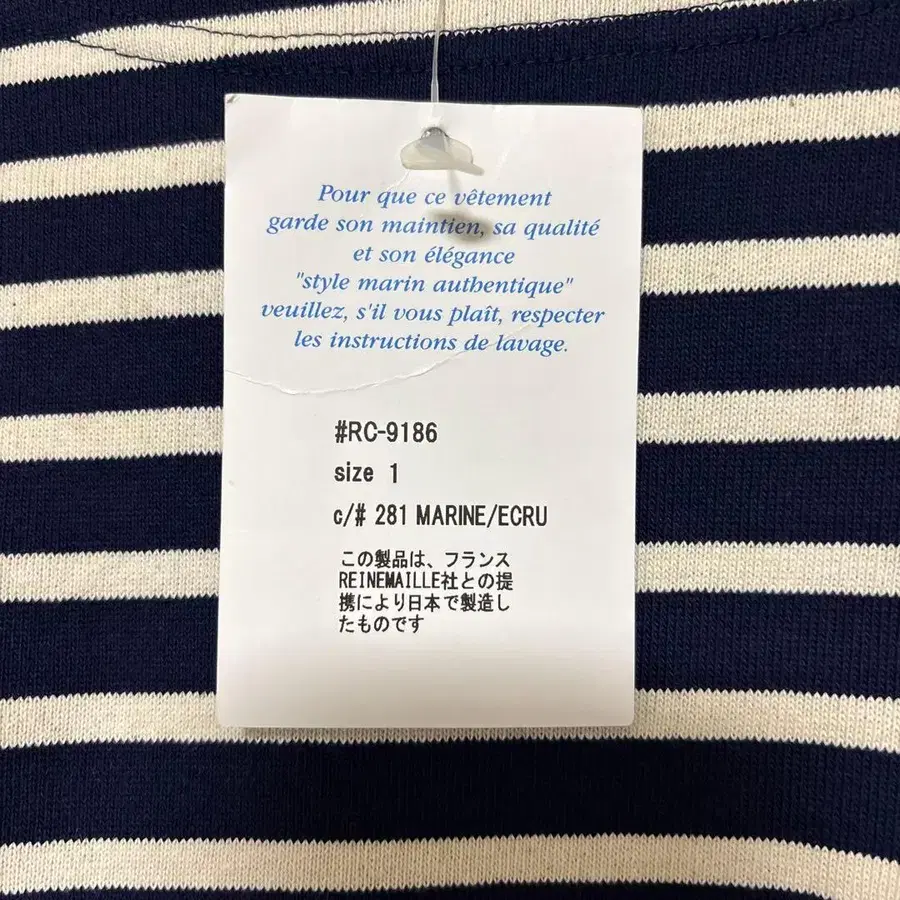 Pour que ce vêtement
garde son maintien, sa qualité
et son élégance
"style marin authentique"
veuillez, s'il vous plaît, respecter
les instructions de lavage.
#RC-9186
size 1
c/# 281 MARINE/ECRU
この製品は、フランス
REINEMAILLE社との提
携により日本で製造し
たものです